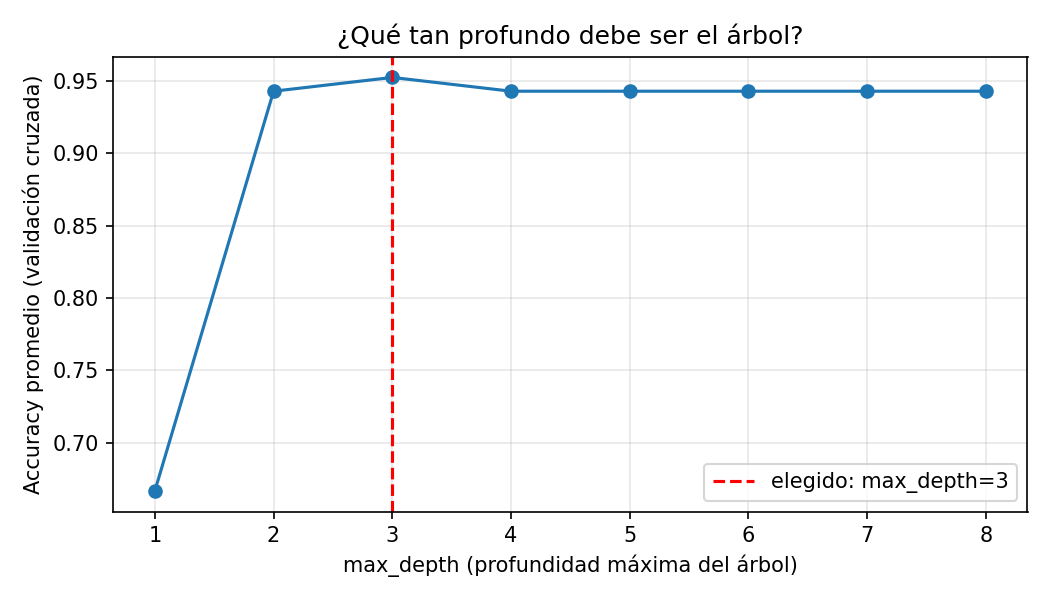 ¿Qué tan profundo debe ser el árbol?
Accuracy promedio (validación cruzada)
0.95
0.90
0.85
0.80
0.75
0.70
elegido: max_depth=3
1 2 3 4 5 6 7 8
max_depth (profundidad máxima del árbol)